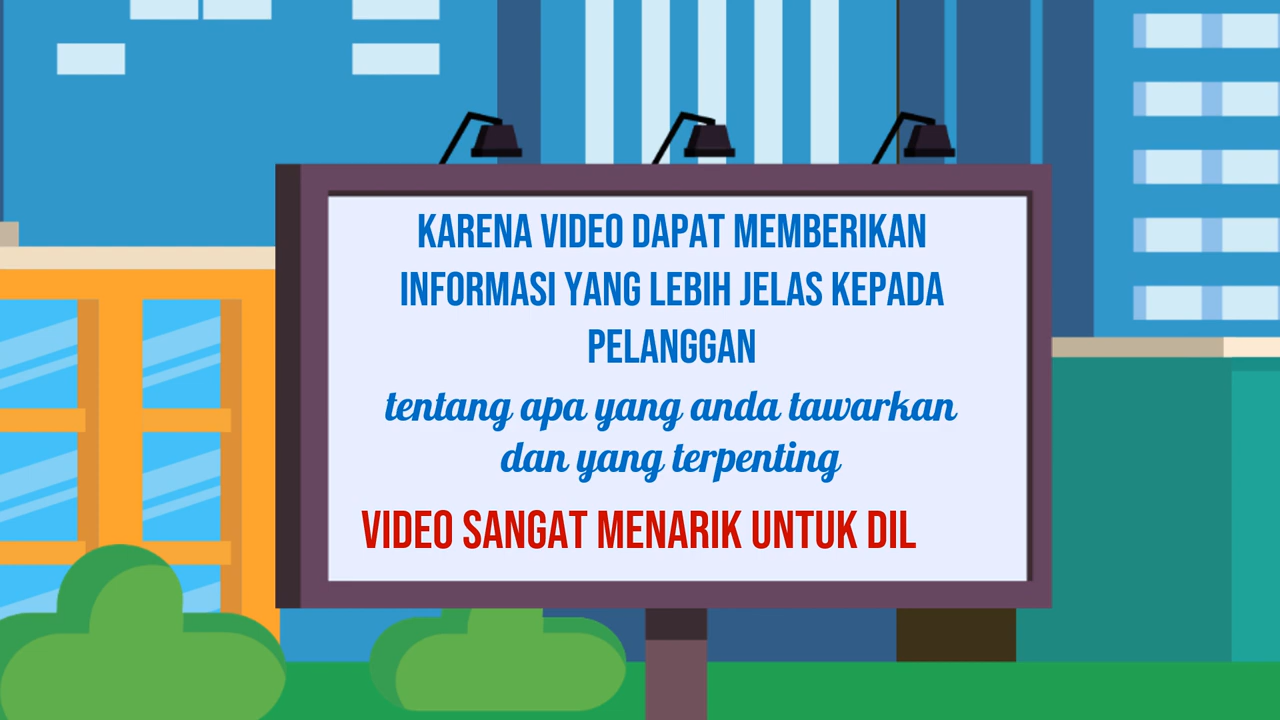 KARENA VIDEO DAPAT MEMBERIKAN
INFORMASI YANG LEBIH JELAS KEPADA
PELANGGAN
tentang apa yang anda tawarkan
dan yang terpenting
VIDEO SANGAT MENARIK UNTUK DIL